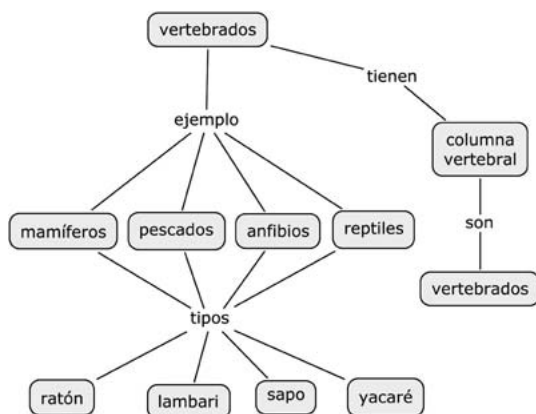 vertebrados
tienen
ejemplo
columna
vertebral
mamíferos
pescados
anfibios
reptiles
son
vertebrados
tipos
ratón
lambari
sapo
yacaré